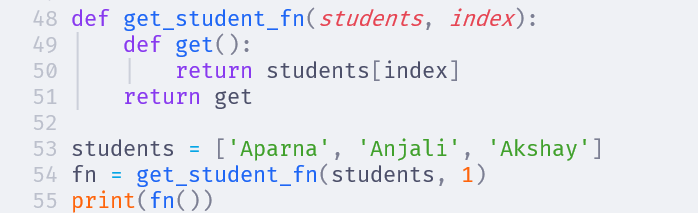 48 def get_student_fn(students, index):
49     def get():
50         return students[index]
51     return get
52
53 students = ['Aparna', 'Anjali', 'Akshay']
54 fn = get_student_fn(students, 1)
55 print(fn())